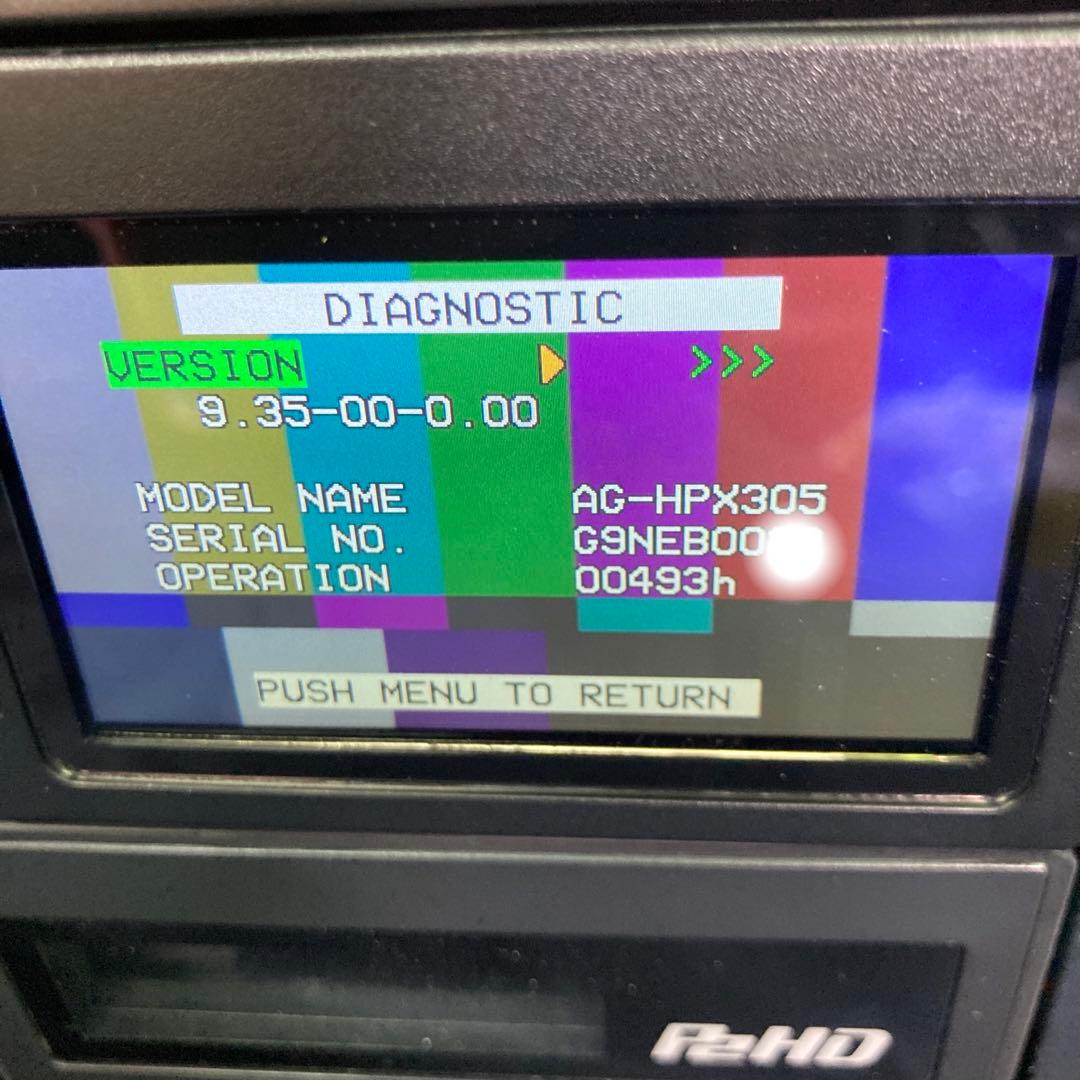 DIAGNOSTIC
VERSION >>>
9.35-00-0.00
MODEL NAME AG-HPX305
SERIAL NO.
OPERATION 00493h
PUSH MENU TO RETURN
P2HD